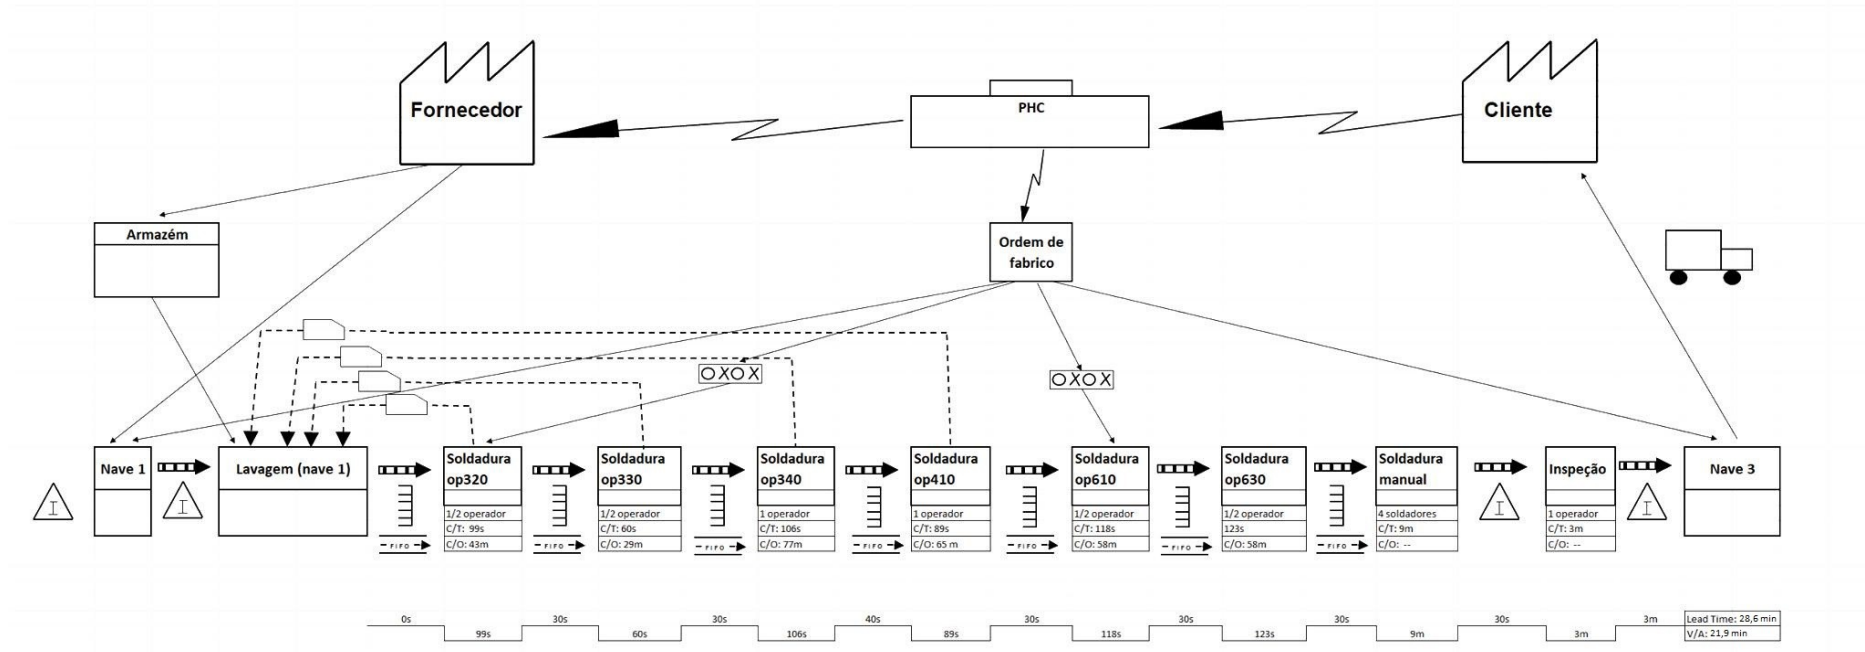 Fornecedor
PHC
Cliente
Armazém
Ordem de
fabrico
OXOX
OXOX
Nave 1
Lavagem (nave 1)
Soldadura
op320
Soldadura
op330
Soldadura
op340
Soldadura
op410
Soldadura
op610
Soldadura
op630
Soldadura
manual
Inspeção
Nave 3
I
I
I
I
1/2 operador
C/T: 99s
C/O: 43m
1/2 operador
C/T: 60s
C/O: 29m
1 operador
C/T: 106s
C/O: 77m
1 operador
C/T: 89s
C/O: 65 m
1/2 operador
C/T: 118s
C/O: 58m
1/2 operador
123s
C/O: 58m
4 soldadores
C/T: 9m
C/O: --
1 operador
C/T: 3m
C/O: --
FIFO
FIFO
FIFO
FIFO
FIFO
FIFO
FIFO
0s
30s
30s
40s
30s
30s
30s
30s
3m
99s
60s
106s
89s
118s
123s
9m
3m
Lead Time: 28,6 min
V/A: 21,9 min